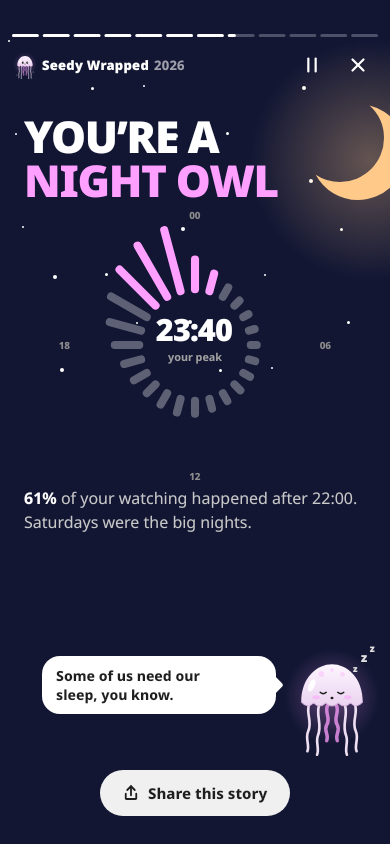 Seedy Wrapped 2026
YOU’RE A
NIGHT OWL
00
23:40
your peak
18
06
12
61% of your watching happened after 22:00.
Saturdays were the big nights.
z
z
z
Some of us need our
sleep, you know.
Share this story